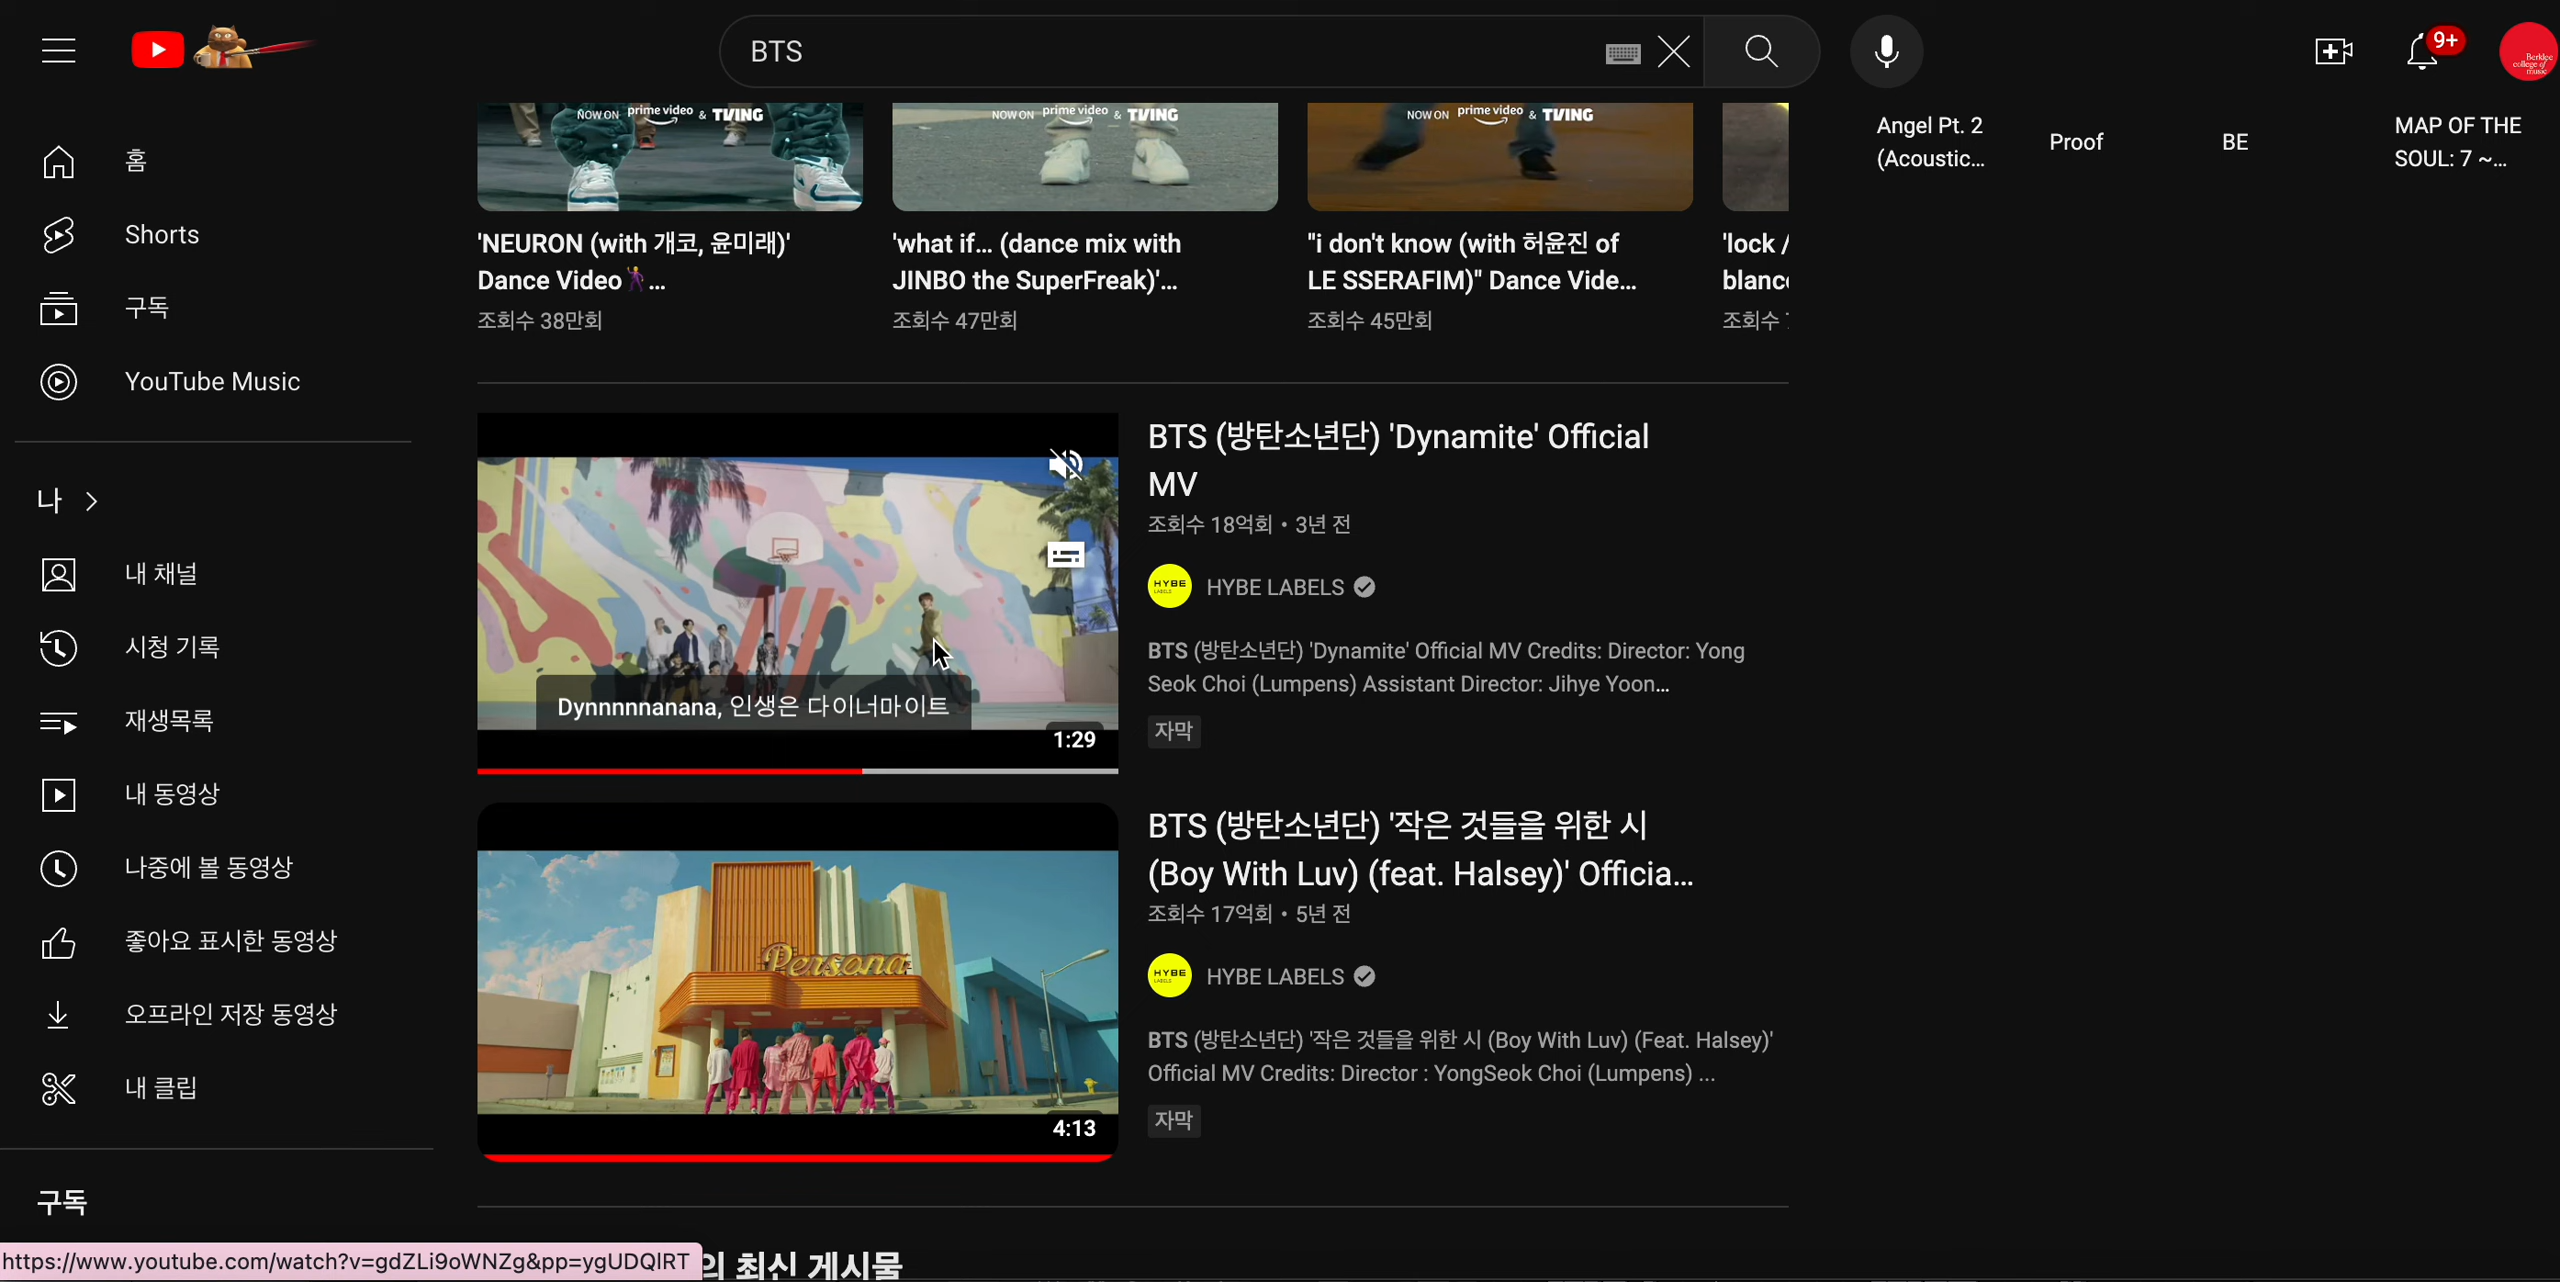 BTS
9+
Berklee
college of
music
NOW ON prime video & TVING
NOW ON prime video & TVING
NOW ON prime video & TVING
Angel Pt. 2
(Acoustic...
Proof
BE
MAP OF THE
SOUL: 7 ~...
홈
Shorts
구독
YouTube Music
나
내 채널
시청 기록
재생목록
내 동영상
나중에 볼 동영상
좋아요 표시한 동영상
오프라인 저장 동영상
내 클립
구독
'NEURON (with 개코, 윤미래)'
Dance Video🕺...
조회수 38만회
'what if... (dance mix with
JINBO the SuperFreak)'...
조회수 47만회
"i don't know (with 허윤진 of
LE SSERAFIM)" Dance Vide...
조회수 45만회
'lock /
조회수
Dynnnnnanana, 인생은 다이너마이트
1:29
BTS (방탄소년단) 'Dynamite' Official
MV
조회수 18억회 • 3년 전
HYBE
LABELS
HYBE LABELS
BTS (방탄소년단) 'Dynamite' Official MV Credits: Director: Yong
Seok Choi (Lumpens) Assistant Director: Jihye Yoon...
자막
Persona
4:13
BTS (방탄소년단) '작은 것들을 위한 시
(Boy With Luv) (feat. Halsey)' Officia...
조회수 17억회 • 5년 전
HYBE
LABELS
HYBE LABELS
BTS (방탄소년단) '작은 것들을 위한 시 (Boy With Luv) (Feat. Halsey)'
Official MV Credits: Director : YongSeok Choi (Lumpens) ...
자막
의 최신 게시물
https://www.youtube.com/watch?v=gdZLi9oWNZg&pp=ygUDQlRT